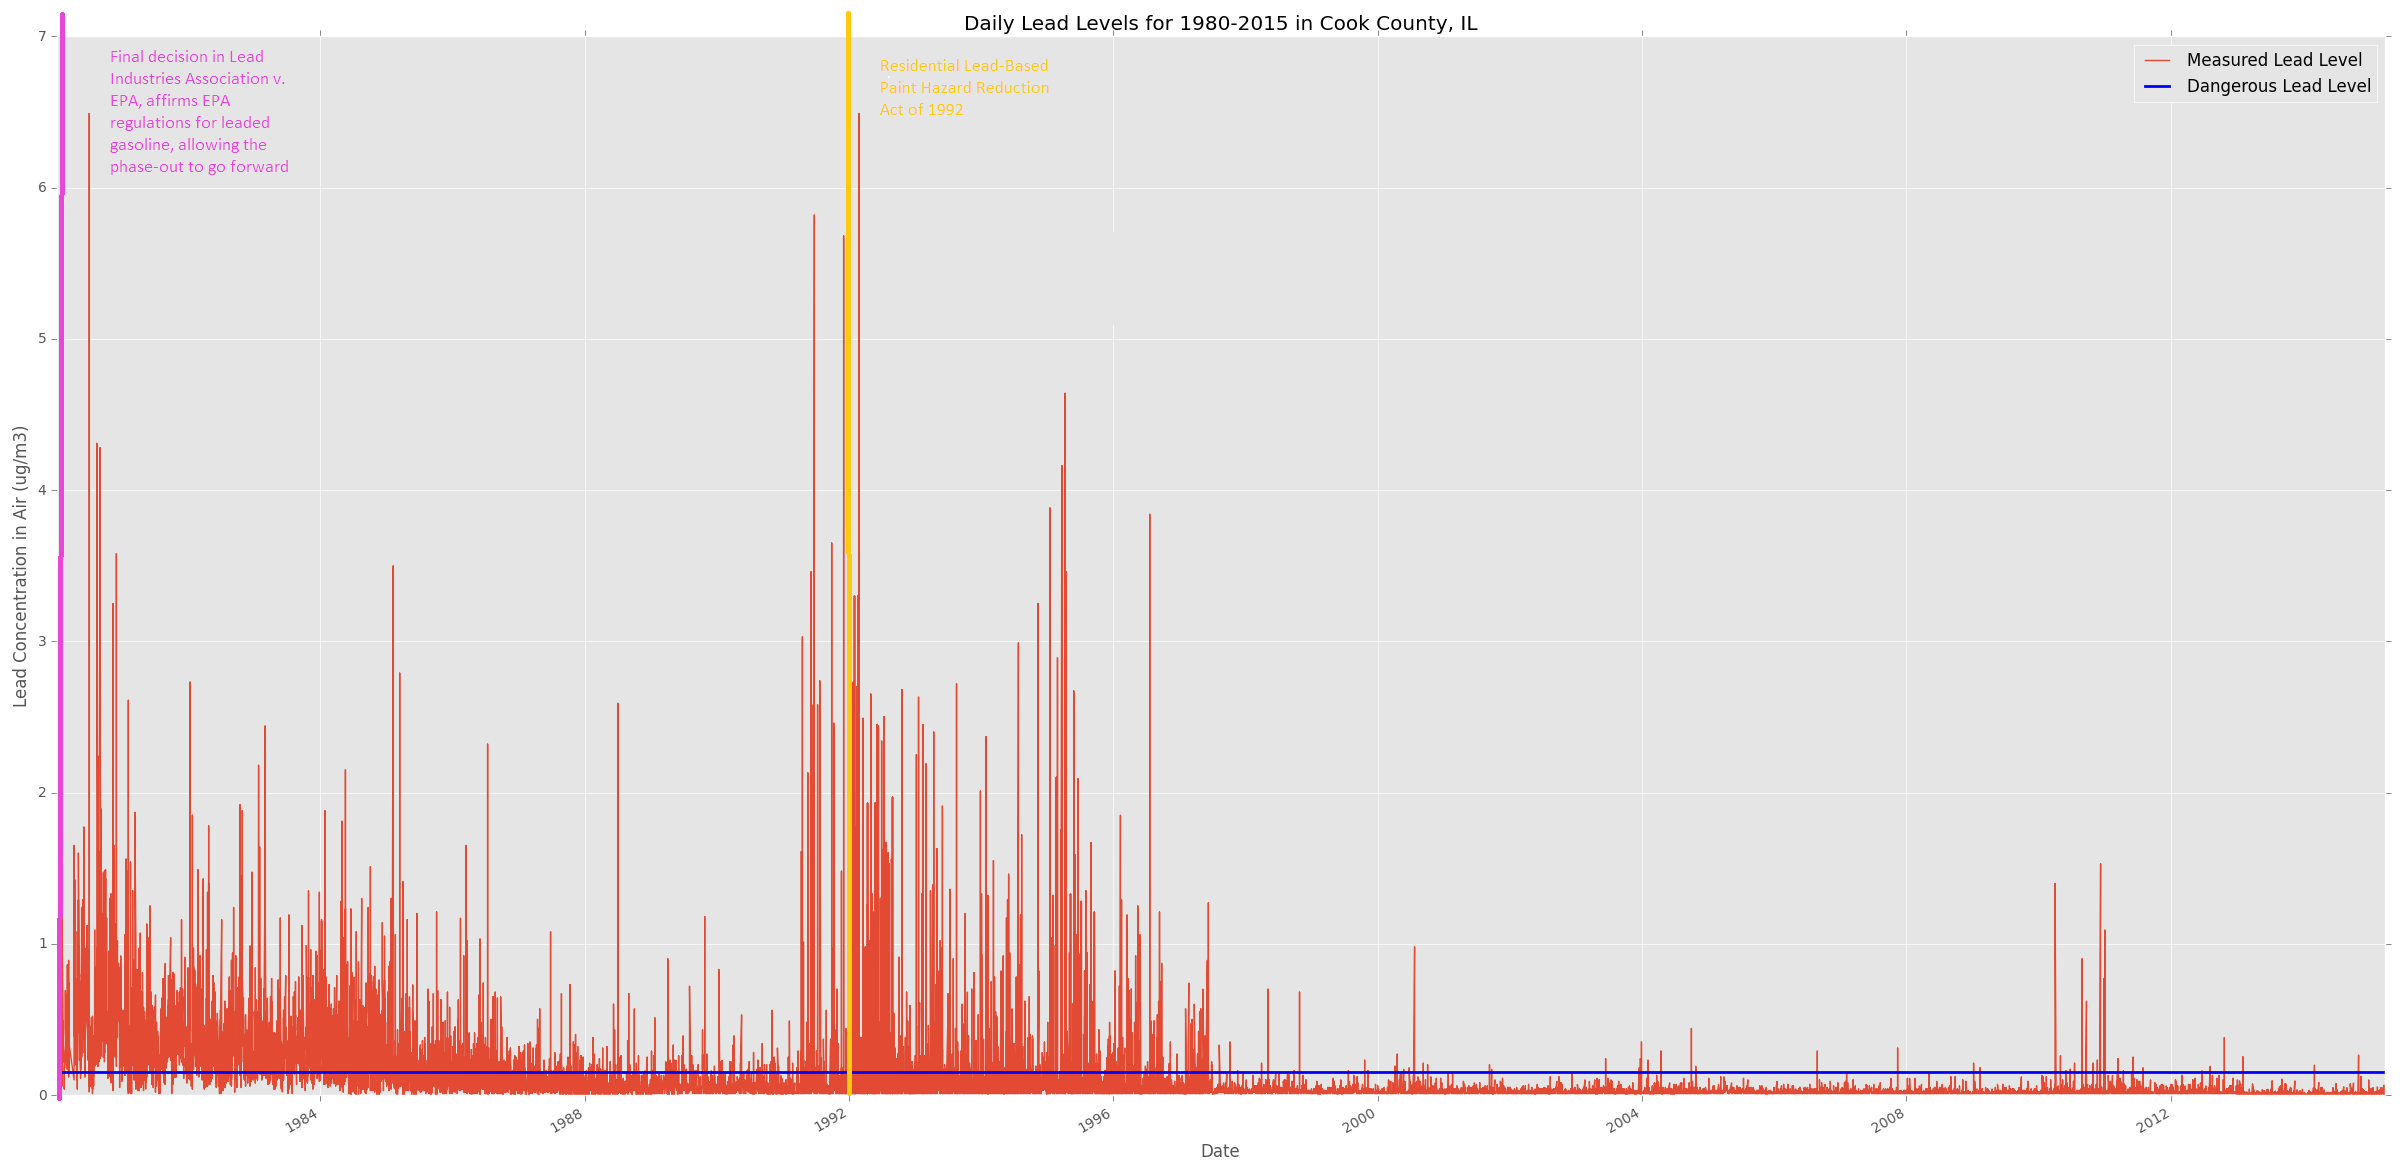 Daily Lead Levels for 1980-2015 in Cook County, IL
7
Final decision in Lead
Industries Association v.
EPA, affirms EPA
regulations for leaded
gasoline, allowing the
phase-out to go forward
Residential Lead-Based
Paint Hazard Reduction
Act of 1992
Measured Lead Level
Dangerous Lead Level
6
5
4
3
2
1
0
Lead Concentration in Air (ug/m3)
1984
1988
1992
1996
2000
2004
2008
2012
Date